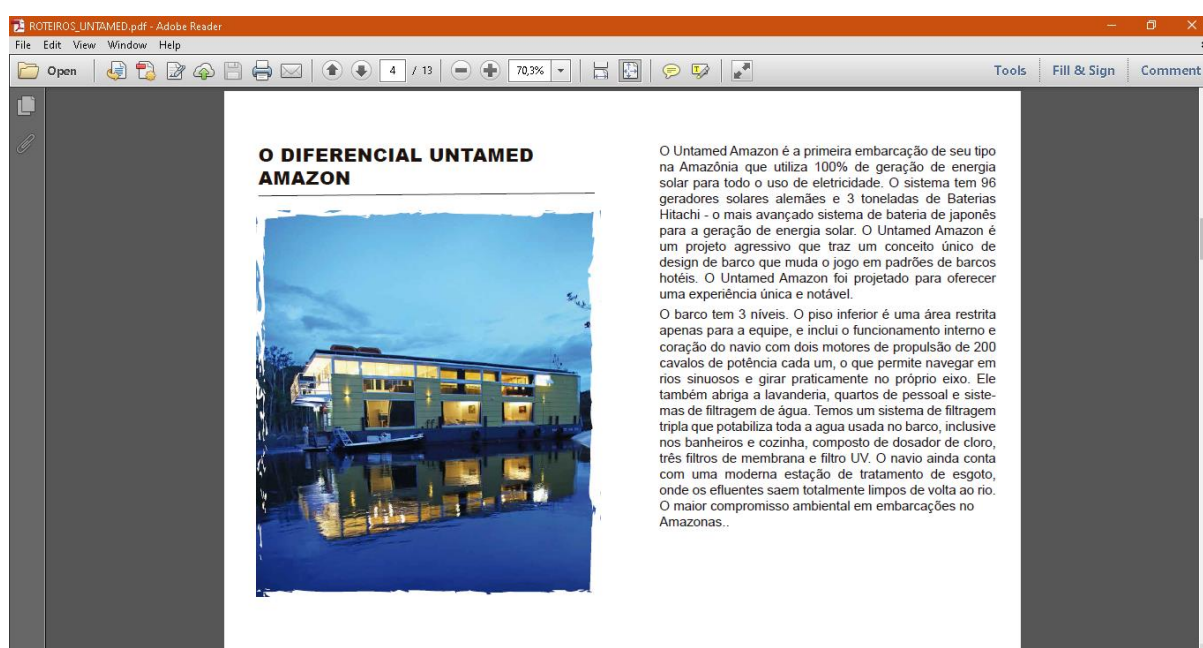 ROTEIROS_UNTAMED.pdf - Adobe Reader
File Edit View Window Help
Open 4 / 13 70,3% Tools Fill & Sign Comment
O DIFERENCIAL UNTAMED
AMAZON
O Untamed Amazon é a primeira embarcação de seu tipo
na Amazônia que utiliza 100% de geração de energia
solar para todo o uso de eletricidade. O sistema tem 96
geradores solares alemães e 3 toneladas de Baterias
Hitachi - o mais avançado sistema de bateria de japonês
para a geração de energia solar. O Untamed Amazon é
um projeto agressivo que traz um conceito único de
design de barco que muda o jogo em padrões de barcos
hotéis. O Untamed Amazon foi projetado para oferecer
uma experiência única e notável.
O barco tem 3 níveis. O piso inferior é uma área restrita
apenas para a equipe, e inclui o funcionamento interno e
coração do navio com dois motores de propulsão de 200
cavalos de potência cada um, o que permite navegar em
rios sinuosos e girar praticamente no próprio eixo. Ele
também abriga a lavanderia, quartos de pessoal e siste-
mas de filtragem de água. Temos um sistema de filtragem
tripla que potabiliza toda a agua usada no barco, inclusive
nos banheiros e cozinha, composto de dosador de cloro,
três filtros de membrana e filtro UV. O navio ainda conta
com uma moderna estação de tratamento de esgoto,
onde os efluentes saem totalmente limpos de volta ao rio.
O maior compromisso ambiental em embarcações no
Amazonas..